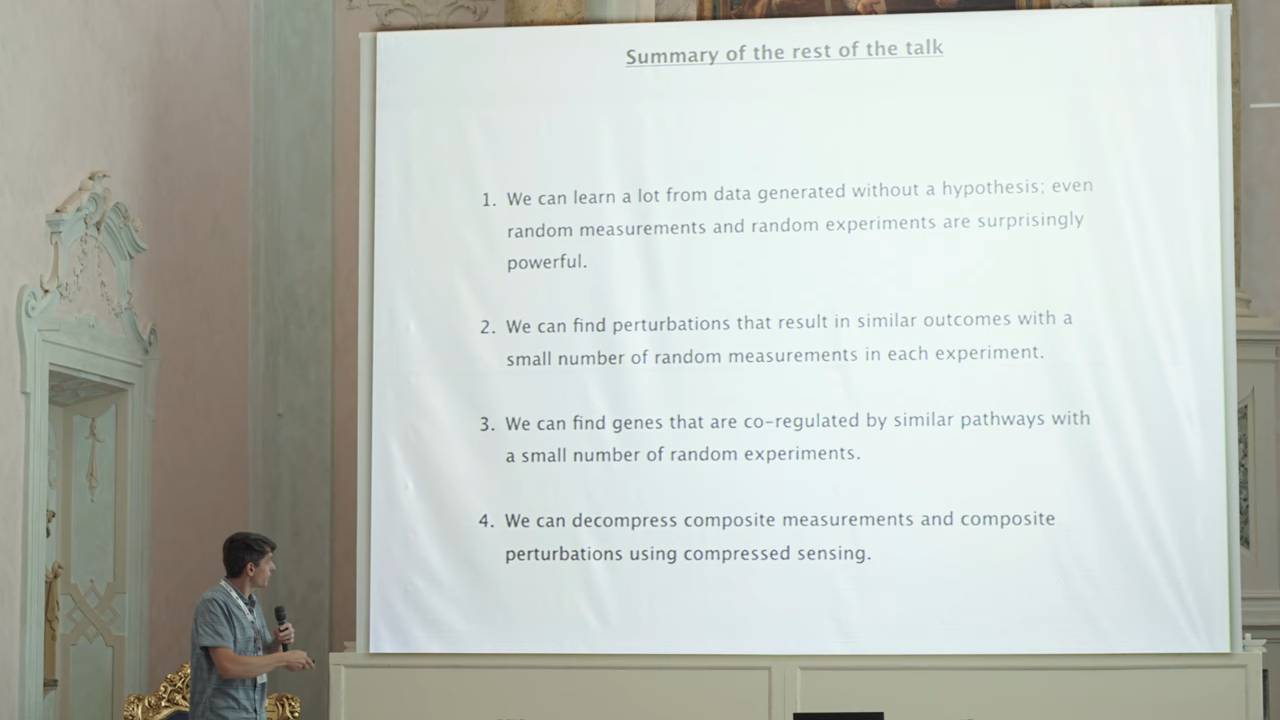 Summary of the rest of the talk
1. We can learn a lot from data generated without a hypothesis; even
random measurements and random experiments are surprisingly
powerful.
2. We can find perturbations that result in similar outcomes with a
small number of random measurements in each experiment.
3. We can find genes that are co-regulated by similar pathways with
a small number of random experiments.
4. We can decompress composite measurements and composite
perturbations using compressed sensing.